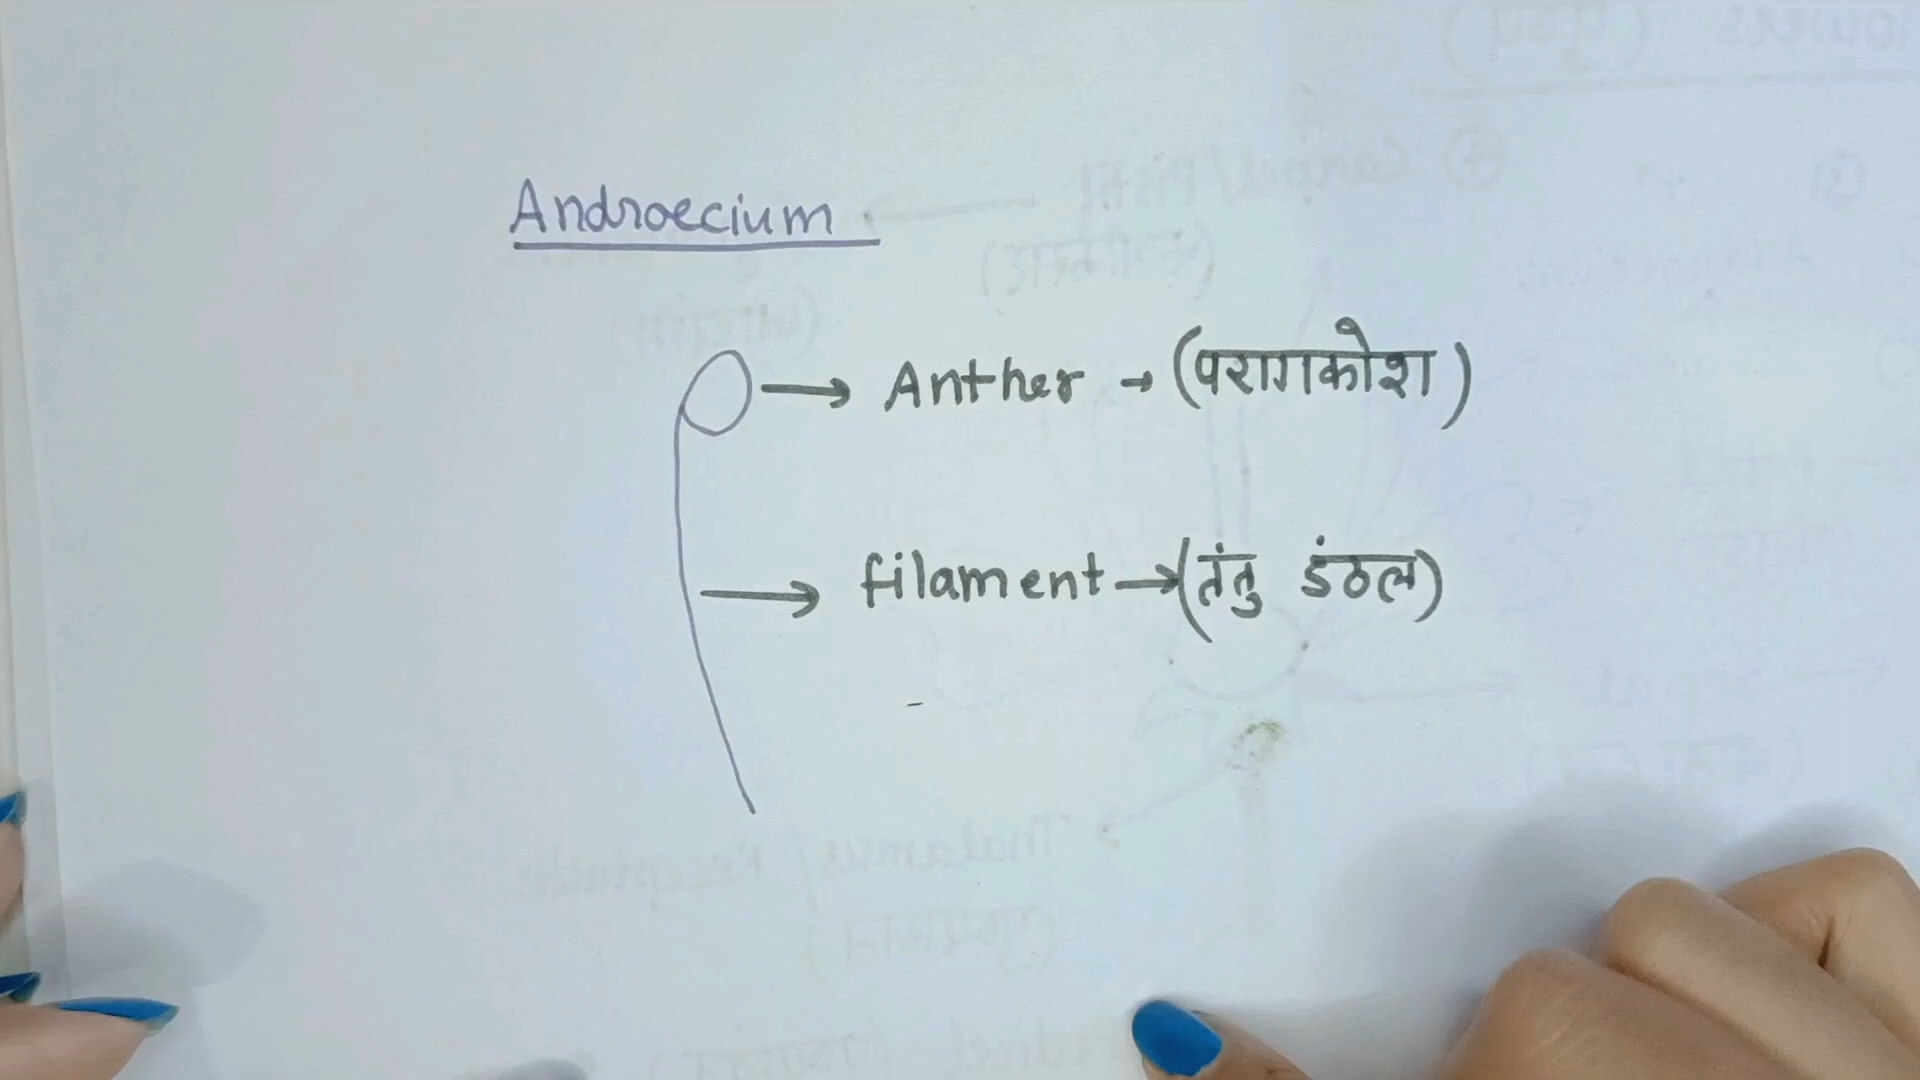 Androecium
→ Anther → (परागकोश)
→ filament → (तंतु डंठल)